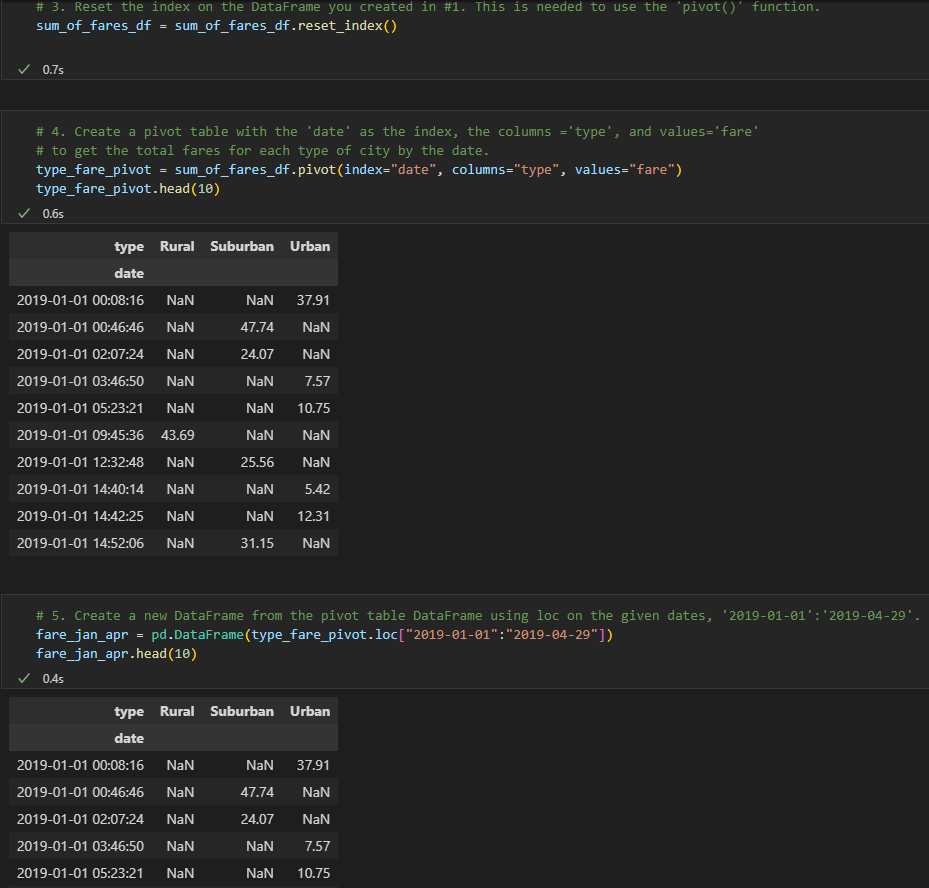 # 3. Reset the index on the DataFrame you created in #1. This is needed to use the 'pivot()' function.
sum_of_fares_df = sum_of_fares_df.reset_index()
✓ 0.7s
# 4. Create a pivot table with the 'date' as the index, the columns ='type', and values='fare'
# to get the total fares for each type of city by the date.
type_fare_pivot = sum_of_fares_df.pivot(index="date", columns="type", values="fare")
type_fare_pivot.head(10)
✓ 0.6s
type Rural Suburban Urban
date
2019-01-01 00:08:16 NaN NaN 37.91
2019-01-01 00:46:46 NaN 47.74 NaN
2019-01-01 02:07:24 NaN 24.07 NaN
2019-01-01 03:46:50 NaN NaN 7.57
2019-01-01 05:23:21 NaN NaN 10.75
2019-01-01 09:45:36 43.69 NaN NaN
2019-01-01 12:32:48 NaN 25.56 NaN
2019-01-01 14:40:14 NaN NaN 5.42
2019-01-01 14:42:25 NaN NaN 12.31
2019-01-01 14:52:06 NaN 31.15 NaN
# 5. Create a new DataFrame from the pivot table DataFrame using loc on the given dates, '2019-01-01':'2019-04-29'.
fare_jan_apr = pd.DataFrame(type_fare_pivot.loc["2019-01-01":"2019-04-29"])
fare_jan_apr.head(10)
✓ 0.4s
type Rural Suburban Urban
date
2019-01-01 00:08:16 NaN NaN 37.91
2019-01-01 00:46:46 NaN 47.74 NaN
2019-01-01 02:07:24 NaN 24.07 NaN
2019-01-01 03:46:50 NaN NaN 7.57
2019-01-01 05:23:21 NaN NaN 10.75